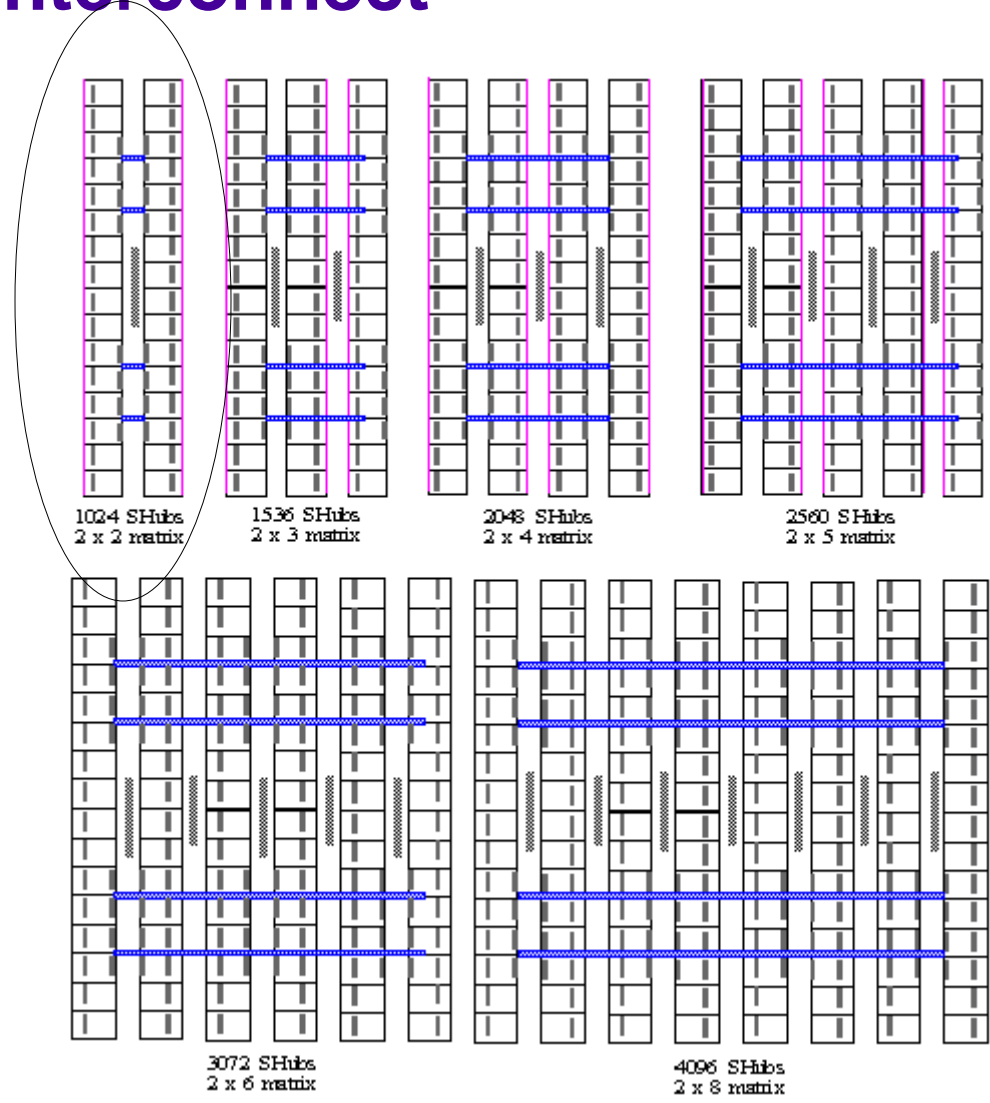 nterconnect
1024 SHubs
2 x 2 matrix
1536 SHubs
2 x 3 matrix
2048 SHubs
2 x 4 matrix
2560 SHubs
2 x 5 matrix
3072 SHubs
2 x 6 matrix
4096 SHubs
2 x 8 matrix